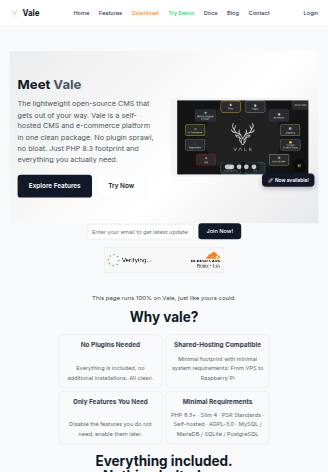 Vale
Home Features Download Try Demo Docs Blog Contact Login
Meet Vale
The lightweight open-source CMS that
gets out of your way. Vale is a self-
hosted CMS and e-commerce platform
in one clean package. No plugin sprawl,
no bloat. Just PHP 8.3 footprint and
everything you actually need.
Explore Features Try Now
VALE
Now available!
Enter your email to get latest update: Join Now!
Verifying...
This page runs 100% on Vale, just like yours could.
Why vale?
No Plugins Needed
Everything is included, no
additional installations. All clean.
Shared-Hosting Compatible
Minimal footprint with minimal
system requirements: From VPS to
Raspberry Pi
Only Features You Need
Disable the features you do not
need, enable them later.
Minimal Requirements
PHP 8.3+ · Slim 4 · PSR Standards ·
Self-hosted · AGPL-3.0 · MySQL /
MariaDB / SQLite / PostgreSQL
Everything included.